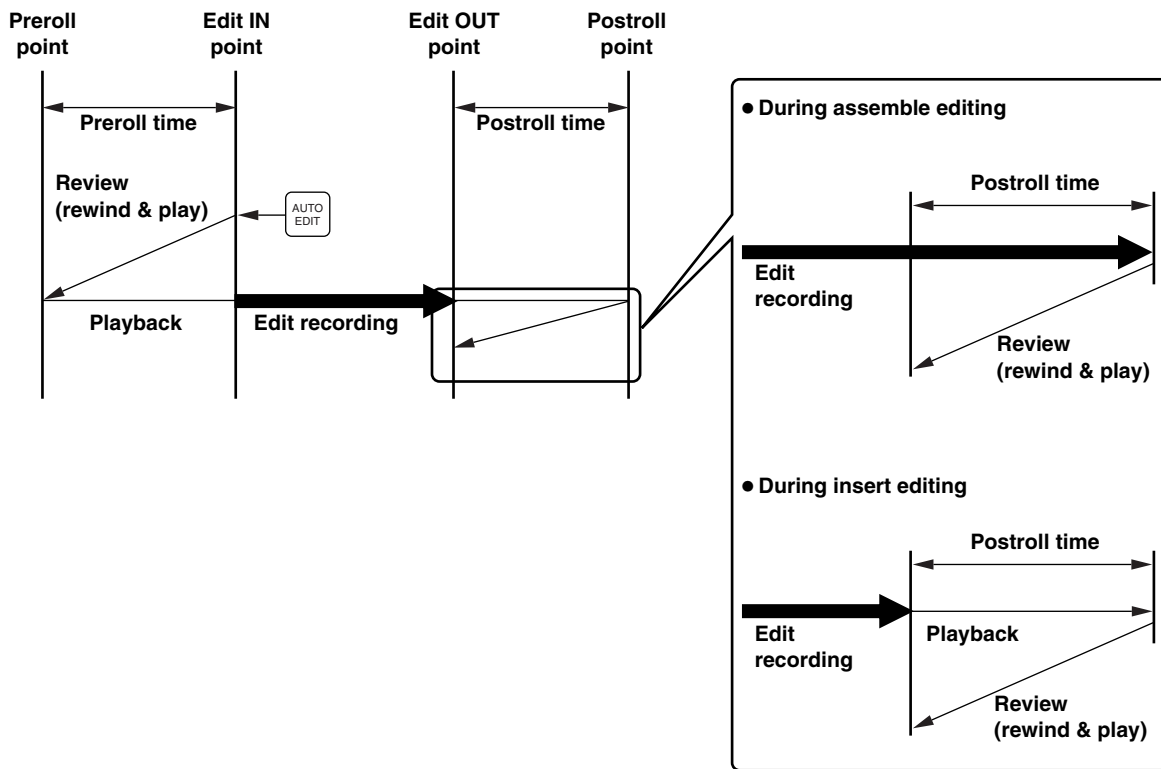 Preroll
point
Edit IN
point
Edit OUT
point
Postroll
point
Preroll time
Postroll time
Review
(rewind & play)
AUTO
EDIT
Playback
Edit recording
● During assemble editing
Postroll time
Edit
recording
Review
(rewind & play)
● During insert editing
Postroll time
Edit
recording
Playback
Review
(rewind & play)